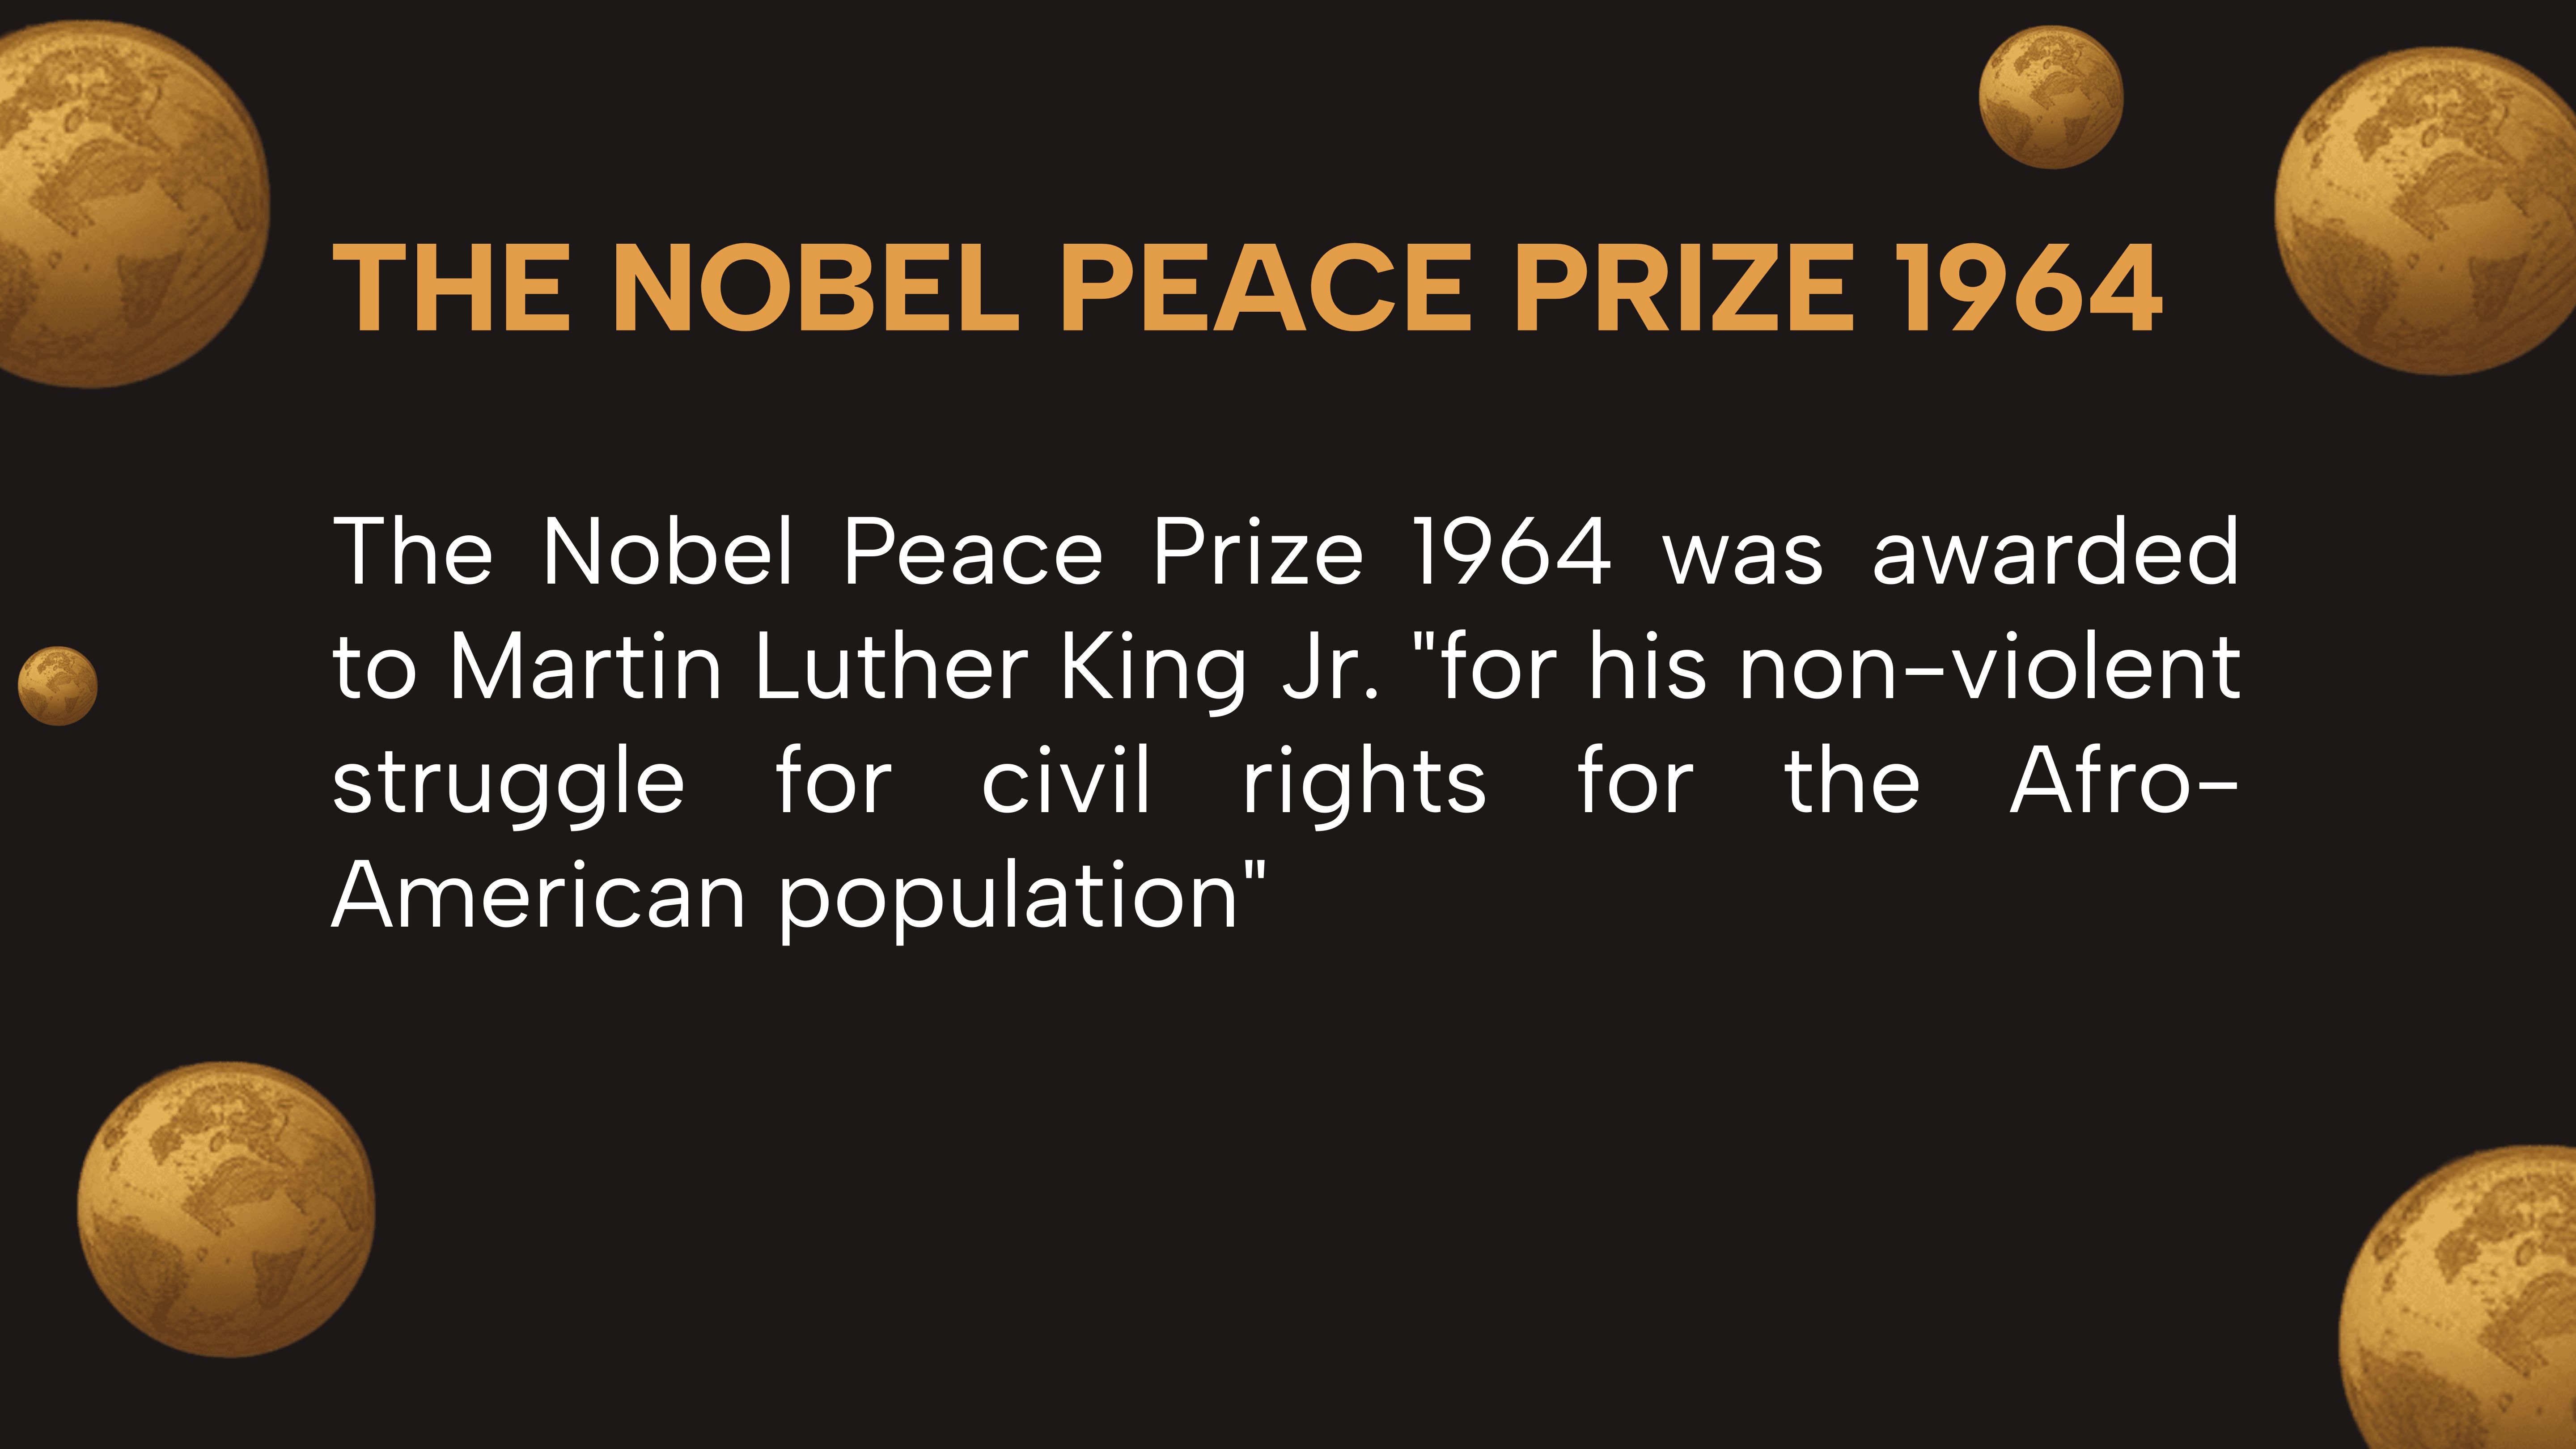 THE NOBEL PEACE PRIZE 1964
The Nobel Peace Prize 1964 was awarded
to Martin Luther King Jr. "for his non-violent
struggle for civil rights for the Afro-
American population"